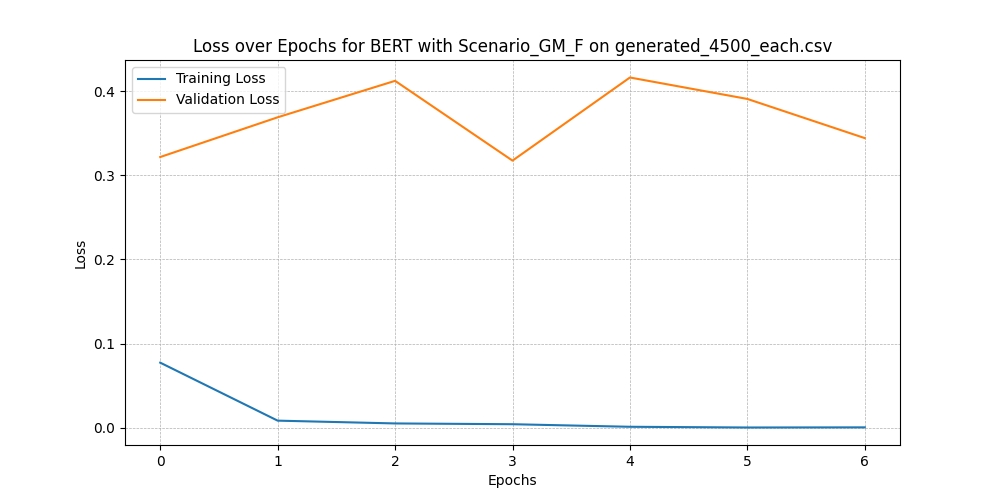 Loss over Epochs for BERT with Scenario_GM_F on generated_4500_each.csv
Training Loss
Validation Loss
0.4
0.3
0.2
0.1
0.0
Loss
0 1 2 3 4 5 6
Epochs